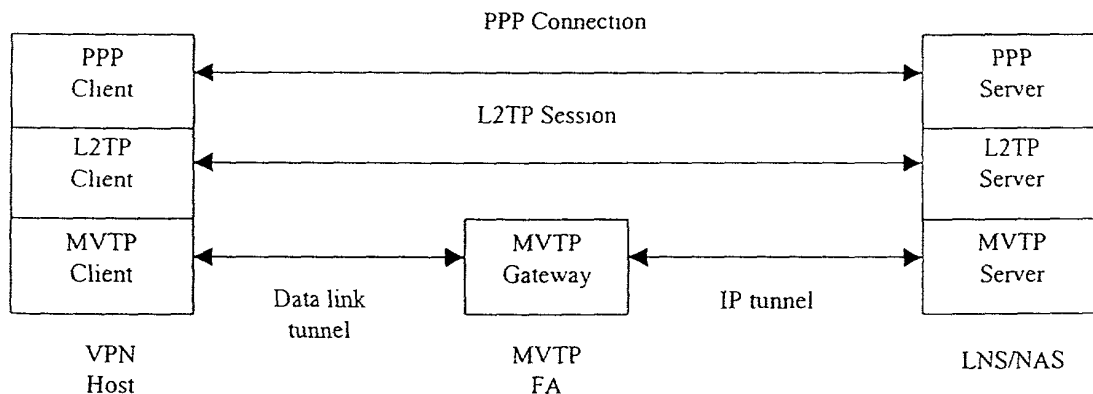 PPP Connection
PPP
Client
PPP
Server
L2TP Session
L2TP
Client
L2TP
Server
MVTP
Client
MVTP
Gateway
MVTP
Server
Data link
tunnel
IP tunnel
VPN
Host
MVTP
FA
LNS/NAS